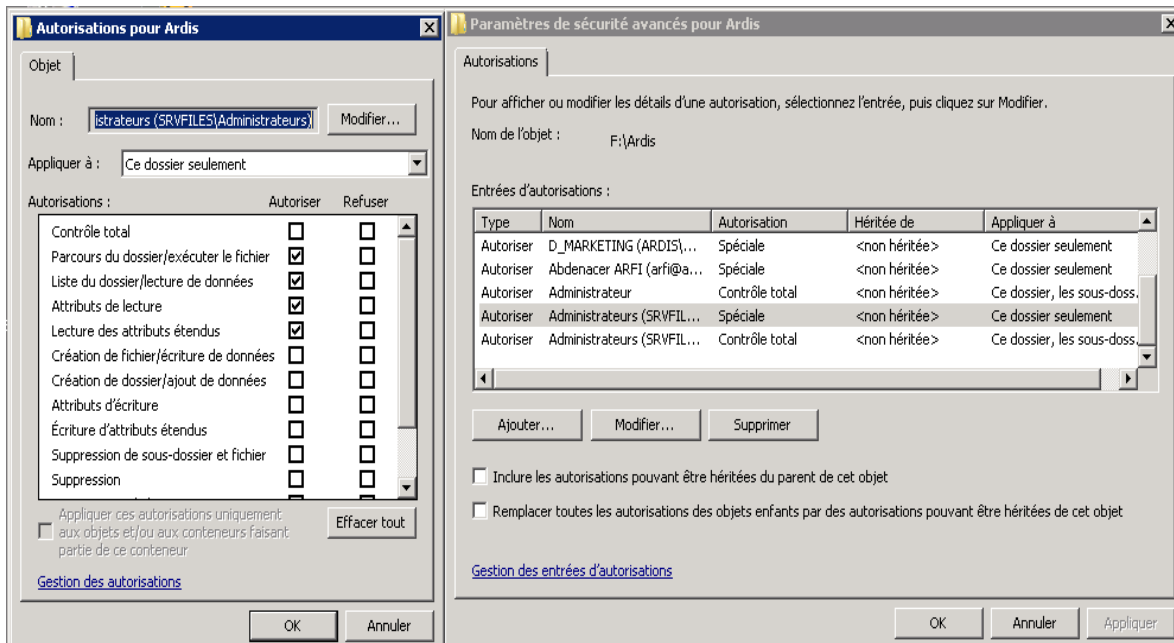 Autorisations pour Ardis
Objet
Nom :
istrateurs (SRVFILES\Administrateurs)
Modifier...
Appliquer à :
Ce dossier seulement
Autorisations :
Autoriser
Refuser
Contrôle total
Parcours du dossier/exécuter le fichier
Liste du dossier/lecture de données
Attributs de lecture
Lecture des attributs étendus
Création de fichier/écriture de données
Création de dossier/ajout de données
Attributs d'écriture
Écriture d'attributs étendus
Suppression de sous-dossier et fichier
Suppression
Appliquer ces autorisations uniquement
aux objets et/ou aux conteneurs faisant
partie de ce conteneur
Effacer tout
Gestion des autorisations
OK
Annuler
Paramètres de sécurité avancés pour Ardis
Autorisations
Pour afficher ou modifier les détails d'une autorisation, sélectionnez l'entrée, puis cliquez sur Modifier.
Nom de l'objet :
F:\Ardis
Entrées d'autorisations :
Type Nom Autorisation Héritée de Appliquer à
Autoriser D_MARKETING (ARDIS\... Spéciale <non héritée> Ce dossier seulement
Autoriser Abdenacer ARFI (arfi@a... Spéciale <non héritée> Ce dossier seulement
Autoriser Administrateur Contrôle total <non héritée> Ce dossier, les sous-doss...
Autoriser Administrateurs (SRVFIL... Spéciale <non héritée> Ce dossier seulement
Autoriser Administrateurs (SRVFIL... Contrôle total <non héritée> Ce dossier, les sous-doss...
Ajouter...
Modifier...
Supprimer
Inclure les autorisations pouvant être héritées du parent de cet objet
Remplacer toutes les autorisations des objets enfants par des autorisations pouvant être héritées de cet objet
Gestion des entrées d'autorisations
OK
Annuler
Appliquer